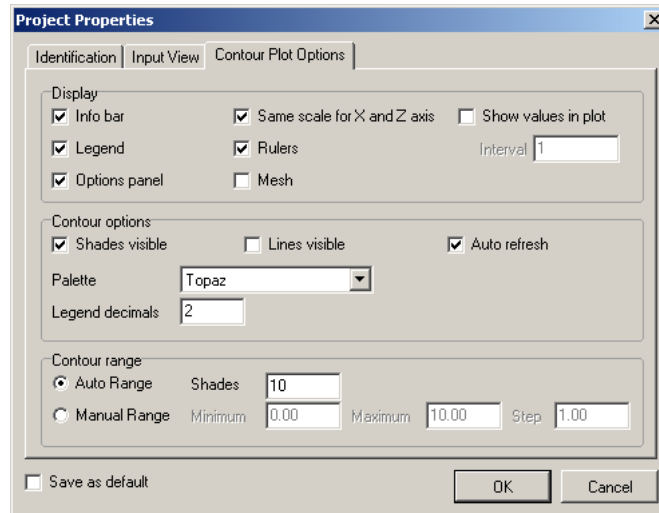 Project Properties
Identification Input View Contour Plot Options
Display
Info bar Same scale for X and Z axis Show values in plot
Legend Rulers Interval 1
Options panel Mesh
Contour options
Shades visible Lines visible Auto refresh
Palette Topaz
Legend decimals 2
Contour range
Auto Range Shades 10
Manual Range Minimum 0.00 Maximum 10.00 Step 1.00
Save as default OK Cancel